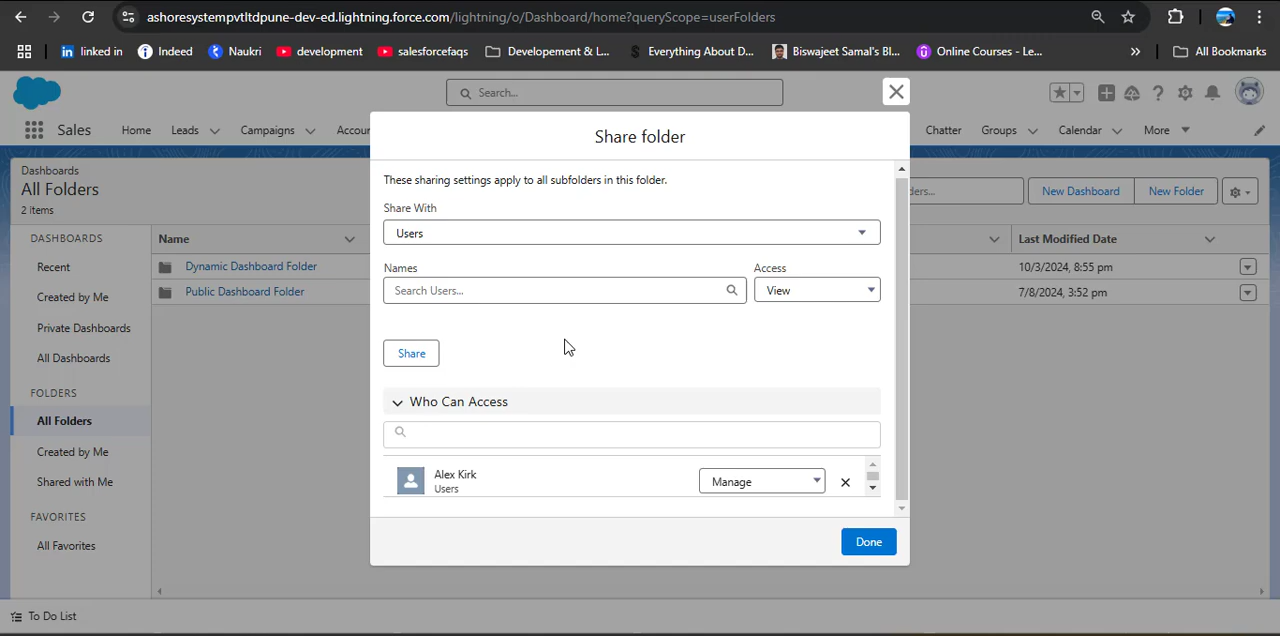 ashoresystempvtltdpune-dev-ed.lightning.force.com/lightning/o/Dashboard/home?queryScope=userFolders
linked in
Indeed
Naukri
development
salesforcefaqs
Developement & L...
Everything About D...
Biswajeet Samal's Bl...
Online Courses - Le...
All Bookmarks
Search...
Sales
Home
Leads
Campaigns
Accou
Chatter
Groups
Calendar
More
Dashboards
All Folders
2 items
ders...
New Dashboard
New Folder
DASHBOARDS
Recent
Created by Me
Private Dashboards
All Dashboards
FOLDERS
All Folders
Created by Me
Shared with Me
FAVORITES
All Favorites
Name
Last Modified Date
Dynamic Dashboard Folder
10/3/2024, 8:55 pm
Public Dashboard Folder
7/8/2024, 3:52 pm
Share folder
These sharing settings apply to all subfolders in this folder.
Share With
Users
Names
Access
Search Users...
View
Share
Who Can Access
Alex Kirk
Users
Manage
Done
To Do List